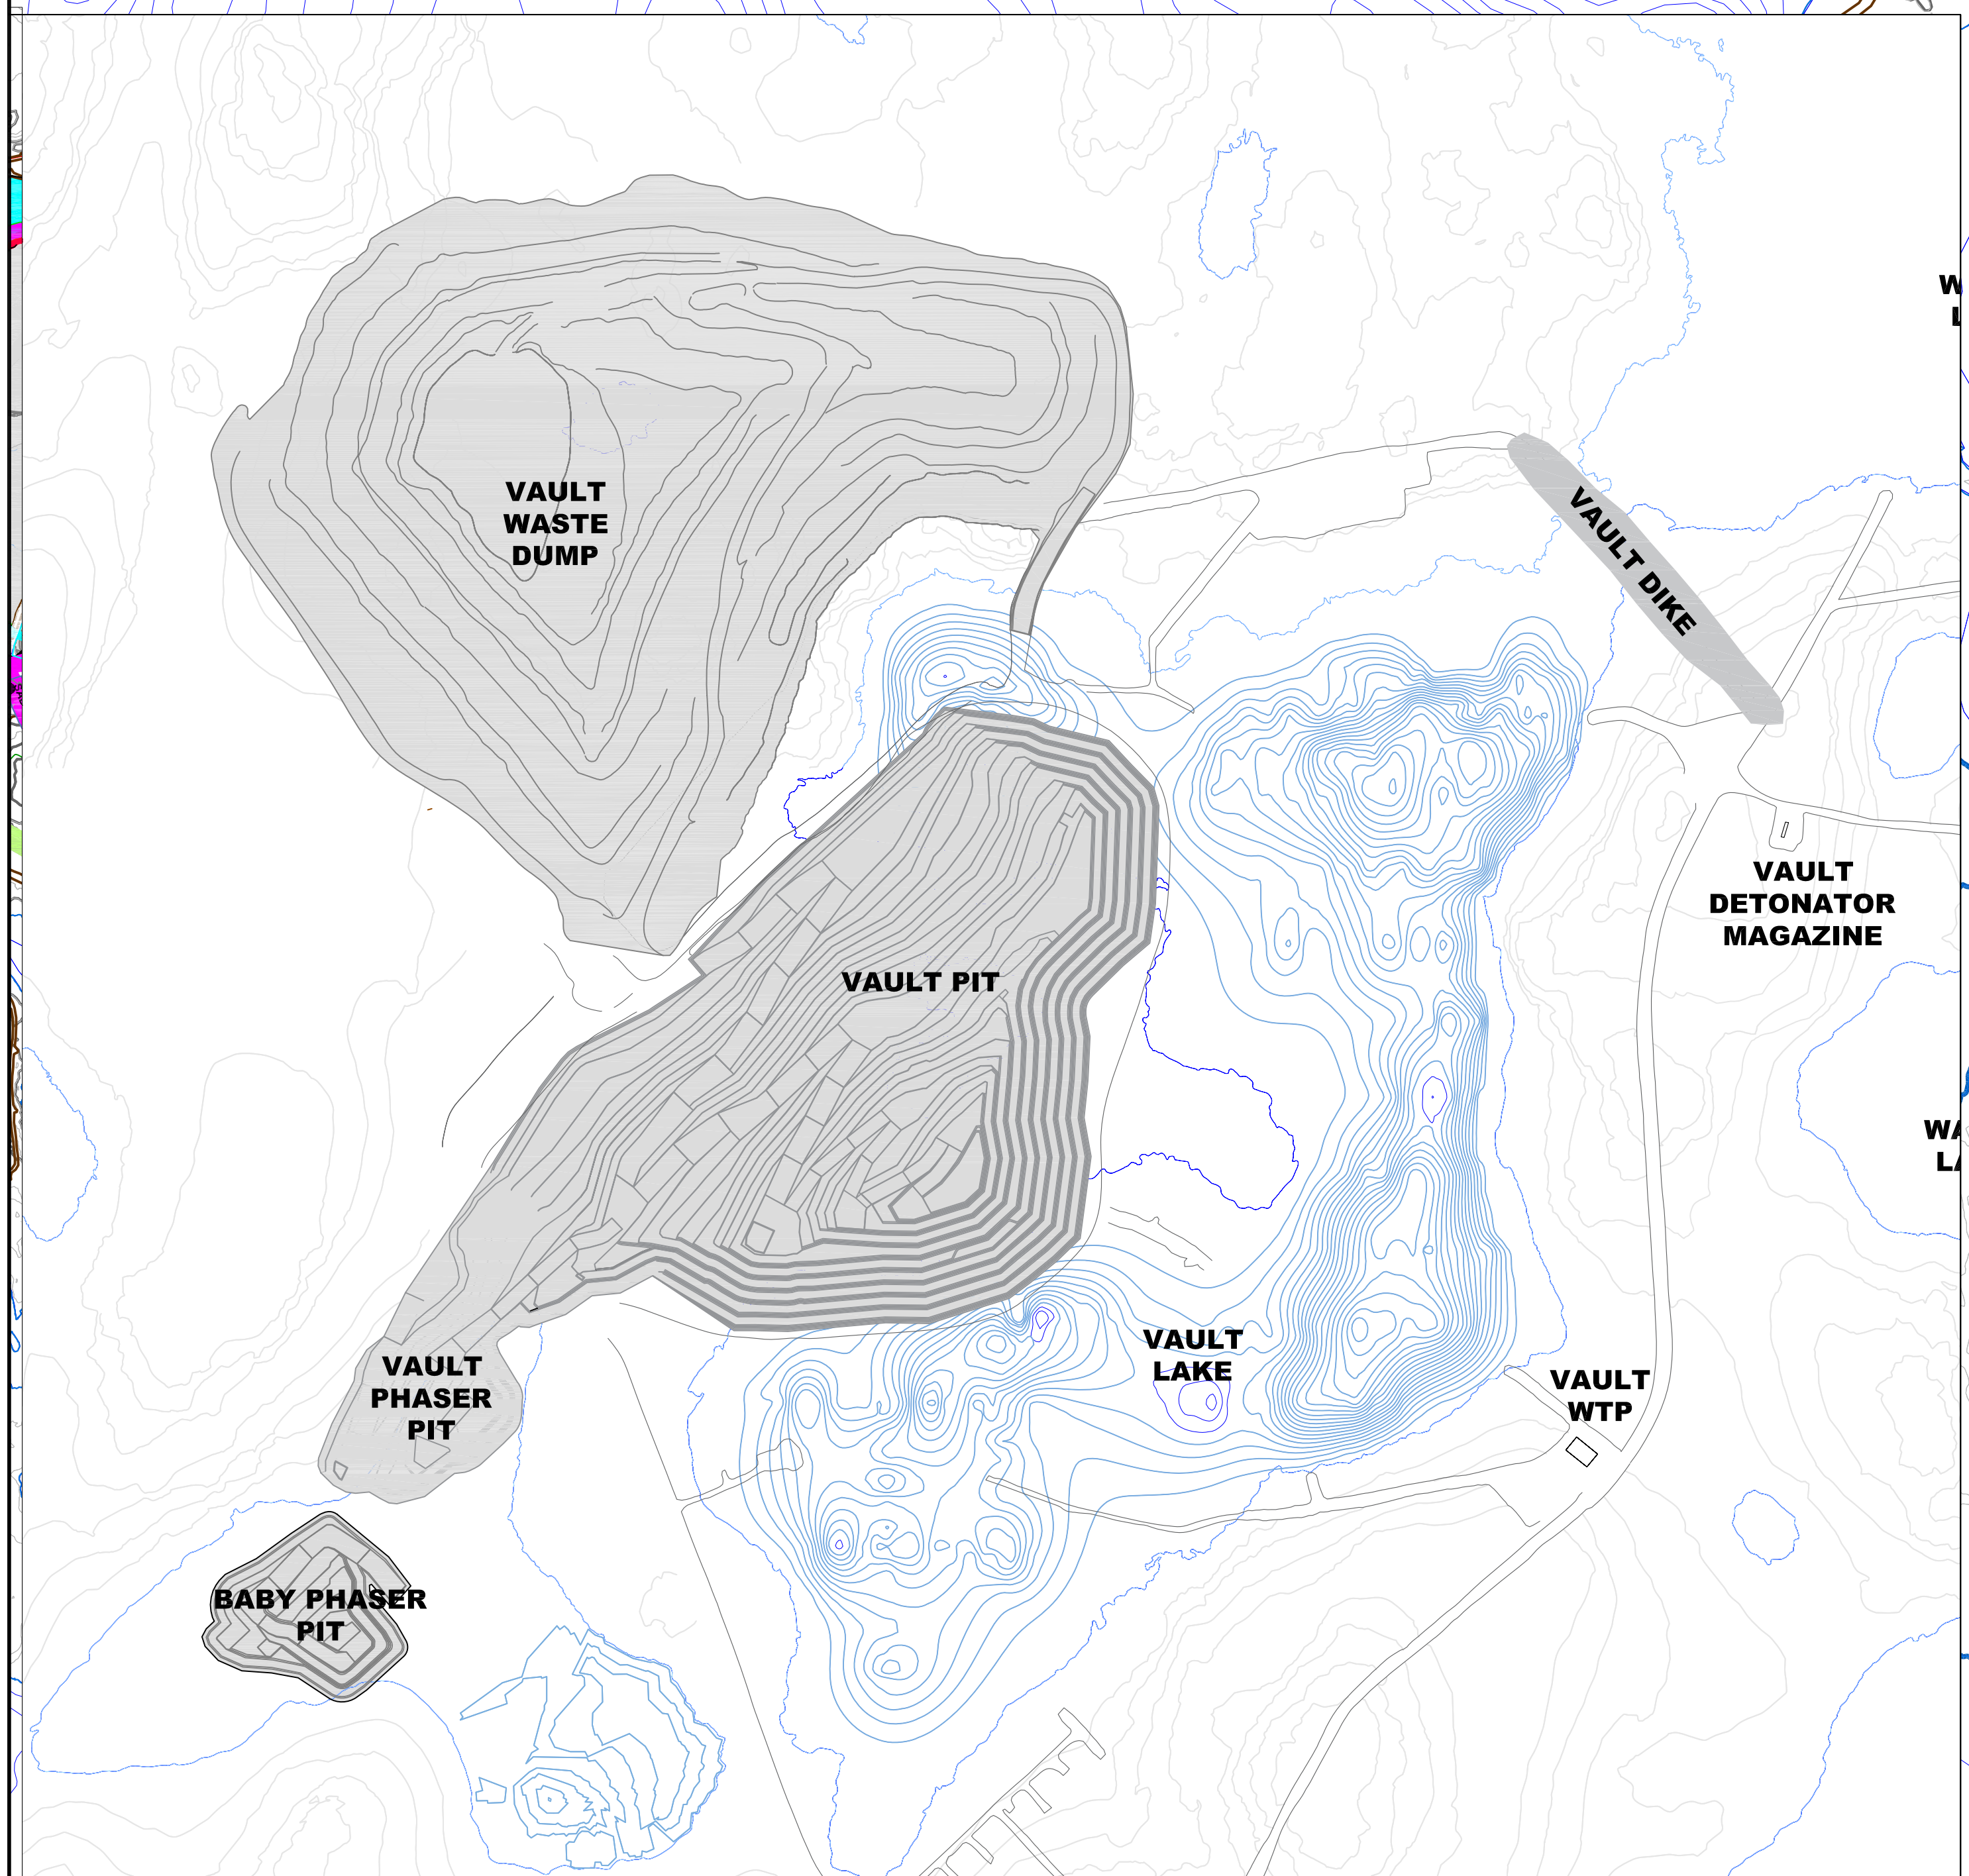 VAULT
WASTE
DUMP
VAULT DIKE
VAULT
DETONATOR
MAGAZINE
VAULT PIT
VAULT
LAKE
VAULT
WTP
VAULT
PHASER
PIT
BABY PHASER
PIT